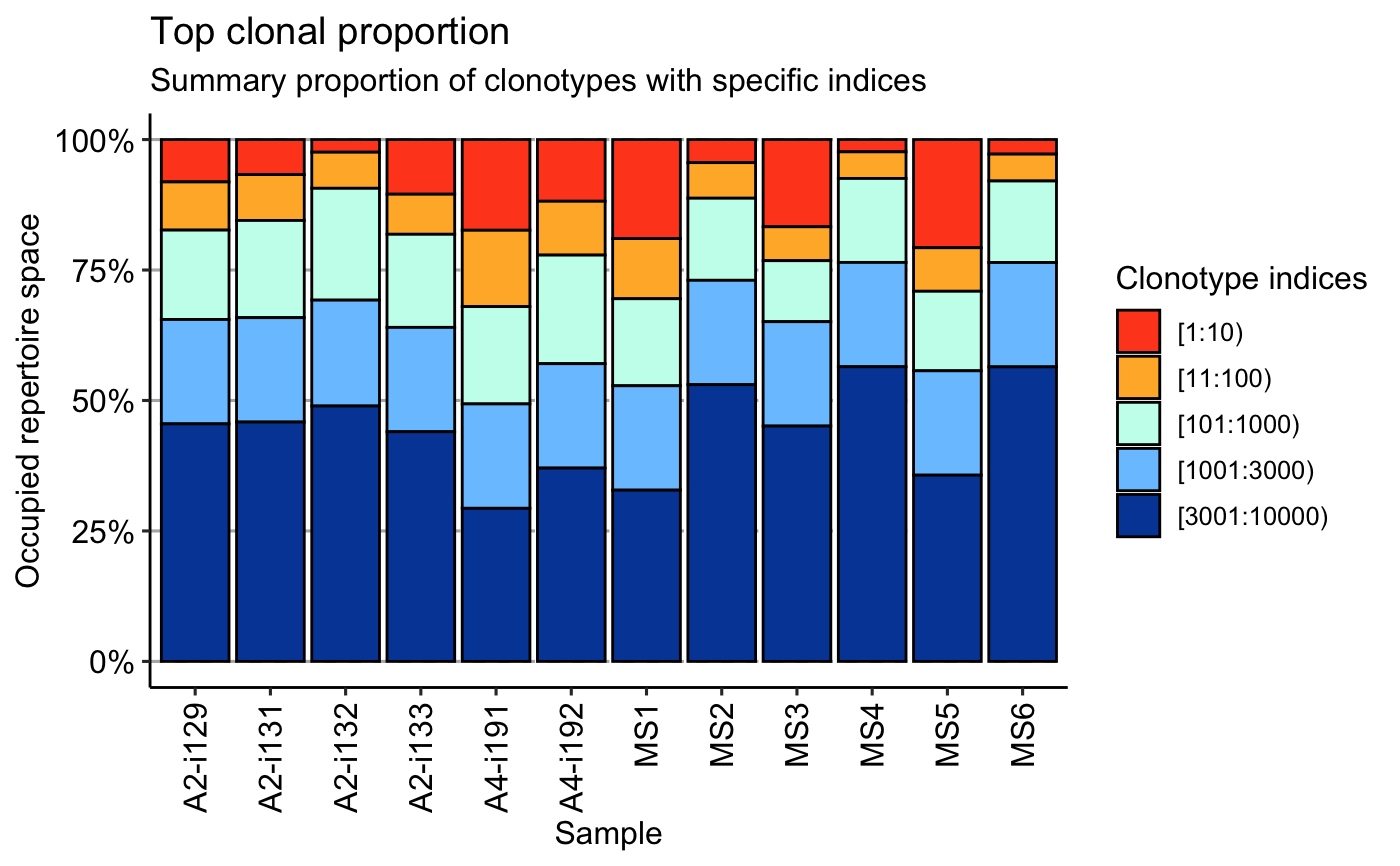 Top clonal proportion
Summary proportion of clonotypes with specific indices
Occupied repertoire space
100%
75%
50%
25%
0%
A2-i129
A2-i131
A2-i132
A2-i133
A4-i191
A4-i192
MS1
MS2
MS3
MS4
MS5
MS6
Sample
Clonotype indices
[1:10)
[11:100)
[101:1000)
[1001:3000)
[3001:10000)